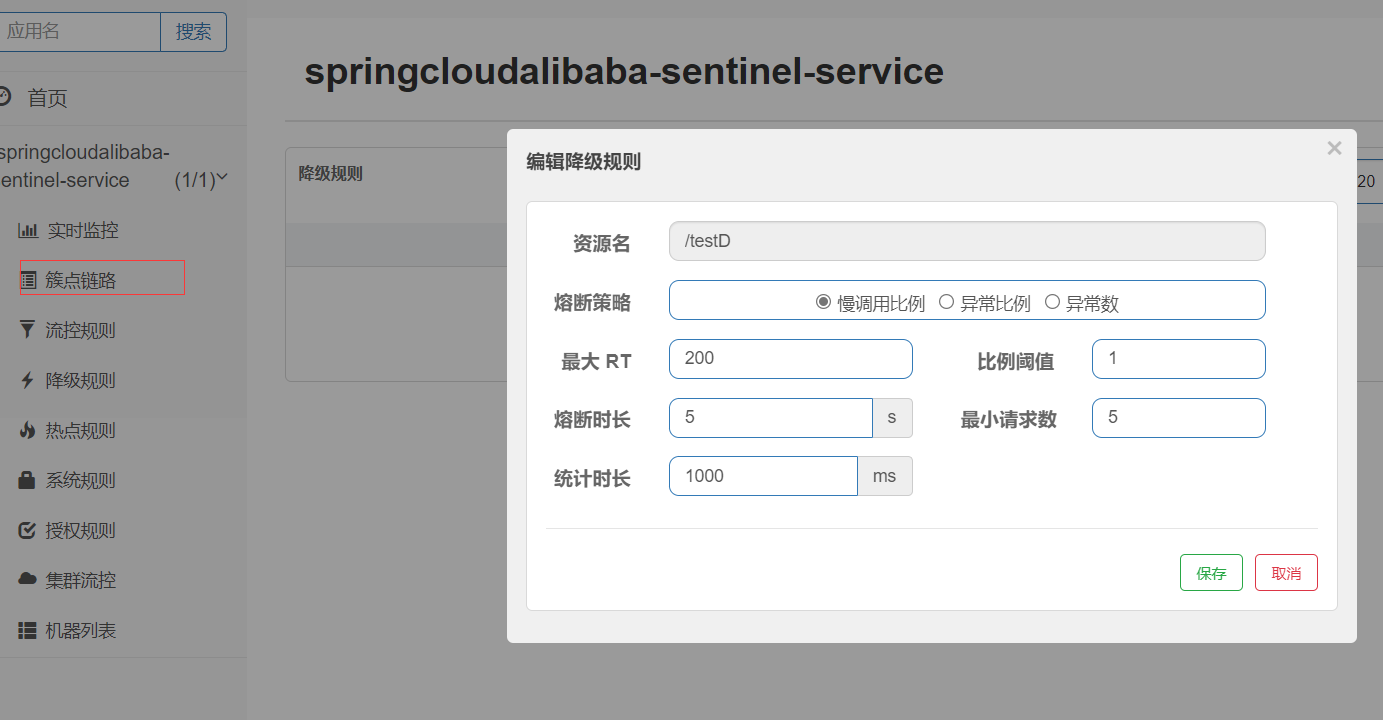 应用名 搜索
首页
springcloudalibaba-
sentinel-service (1/1)
实时监控
簇点链路
流控规则
降级规则
热点规则
系统规则
授权规则
集群流控
机器列表
springcloudalibaba-sentinel-service
降级规则
20
编辑降级规则 ×
资源名 /testD
熔断策略 慢调用比例 异常比例 异常数
最大 RT 200 比例阈值 1
熔断时长 5 s 最小请求数 5
统计时长 1000 ms
保存 取消